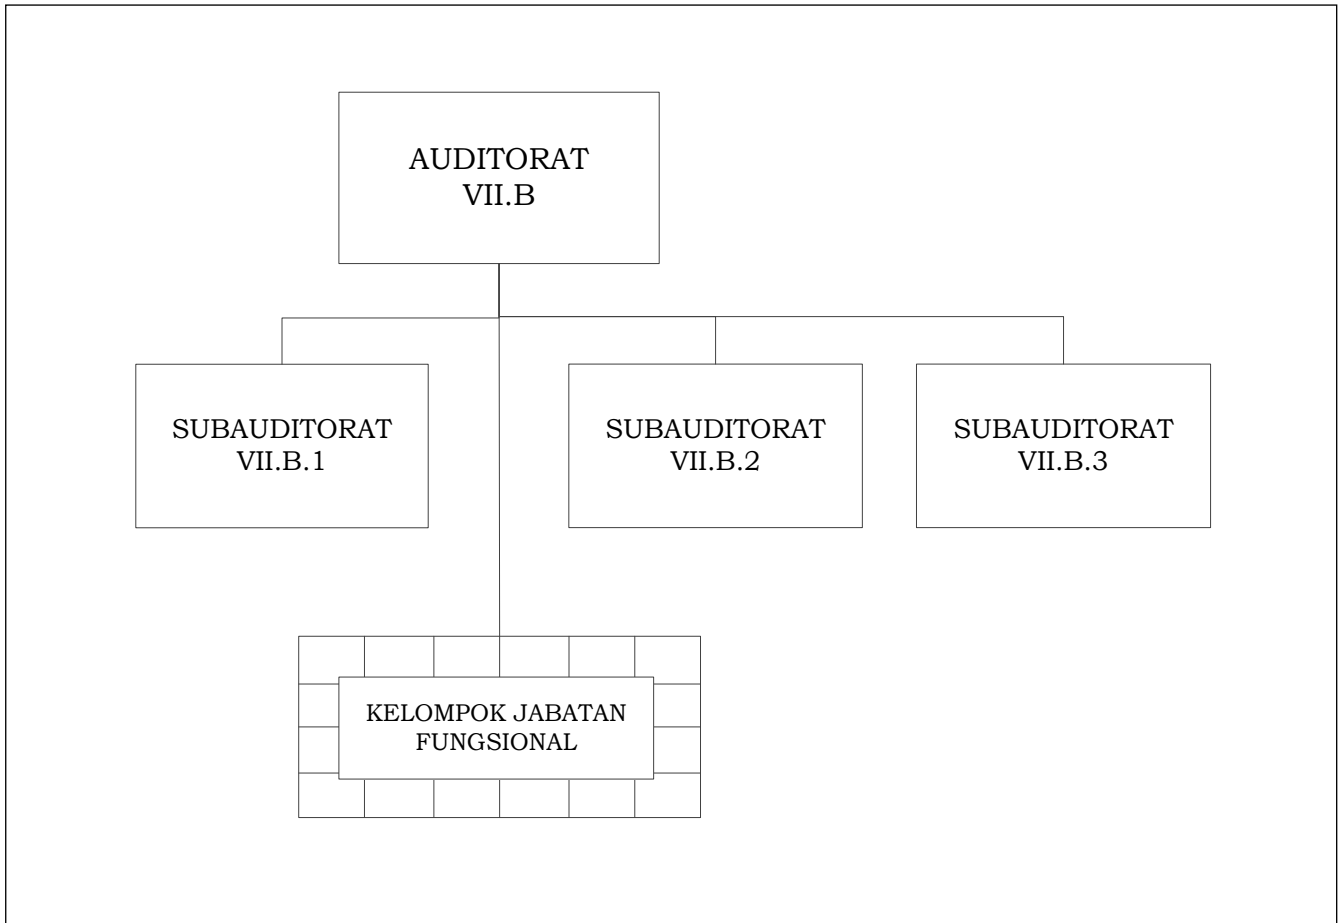 AUDITORAT
VII.B
SUBAUDITORAT
VII.B.1
SUBAUDITORAT
VII.B.2
SUBAUDITORAT
VII.B.3
KELOMPOK JABATAN
FUNGSIONAL